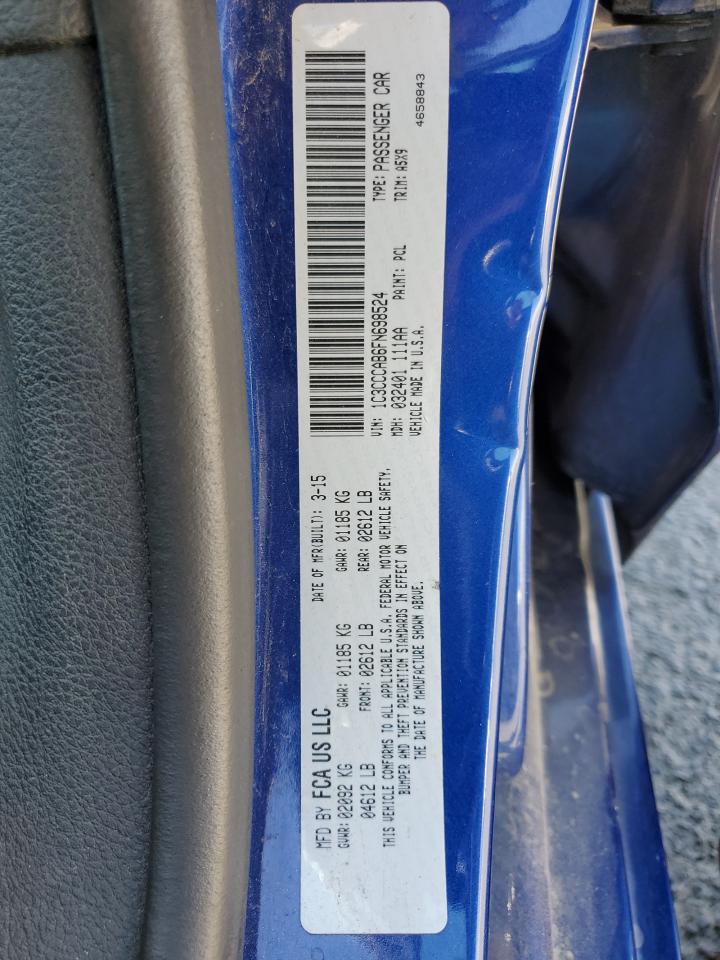 MFD BY FCA US LLC
DATE OF MFR(BUILT): 3-15
GVWR: 02092 KG
GAWR: 01185 KG
GAWR: 01185 KG
04612 LB
FRONT: 02612 LB
REAR: 02612 LB
THIS VEHICLE CONFORMS TO ALL APPLICABLE U.S.A. FEDERAL MOTOR VEHICLE SAFETY,
BUMPER AND THEFT PREVENTION STANDARDS IN EFFECT ON
THE DATE OF MANUFACTURE SHOWN ABOVE.
VIN: 1C3CCCAB6FN698524
TYPE: PASSENGER CAR
MDH: 032401 111AA
PAINT: PCL
TRIM: A5X9
VEHICLE MADE IN U.S.A.
4658843